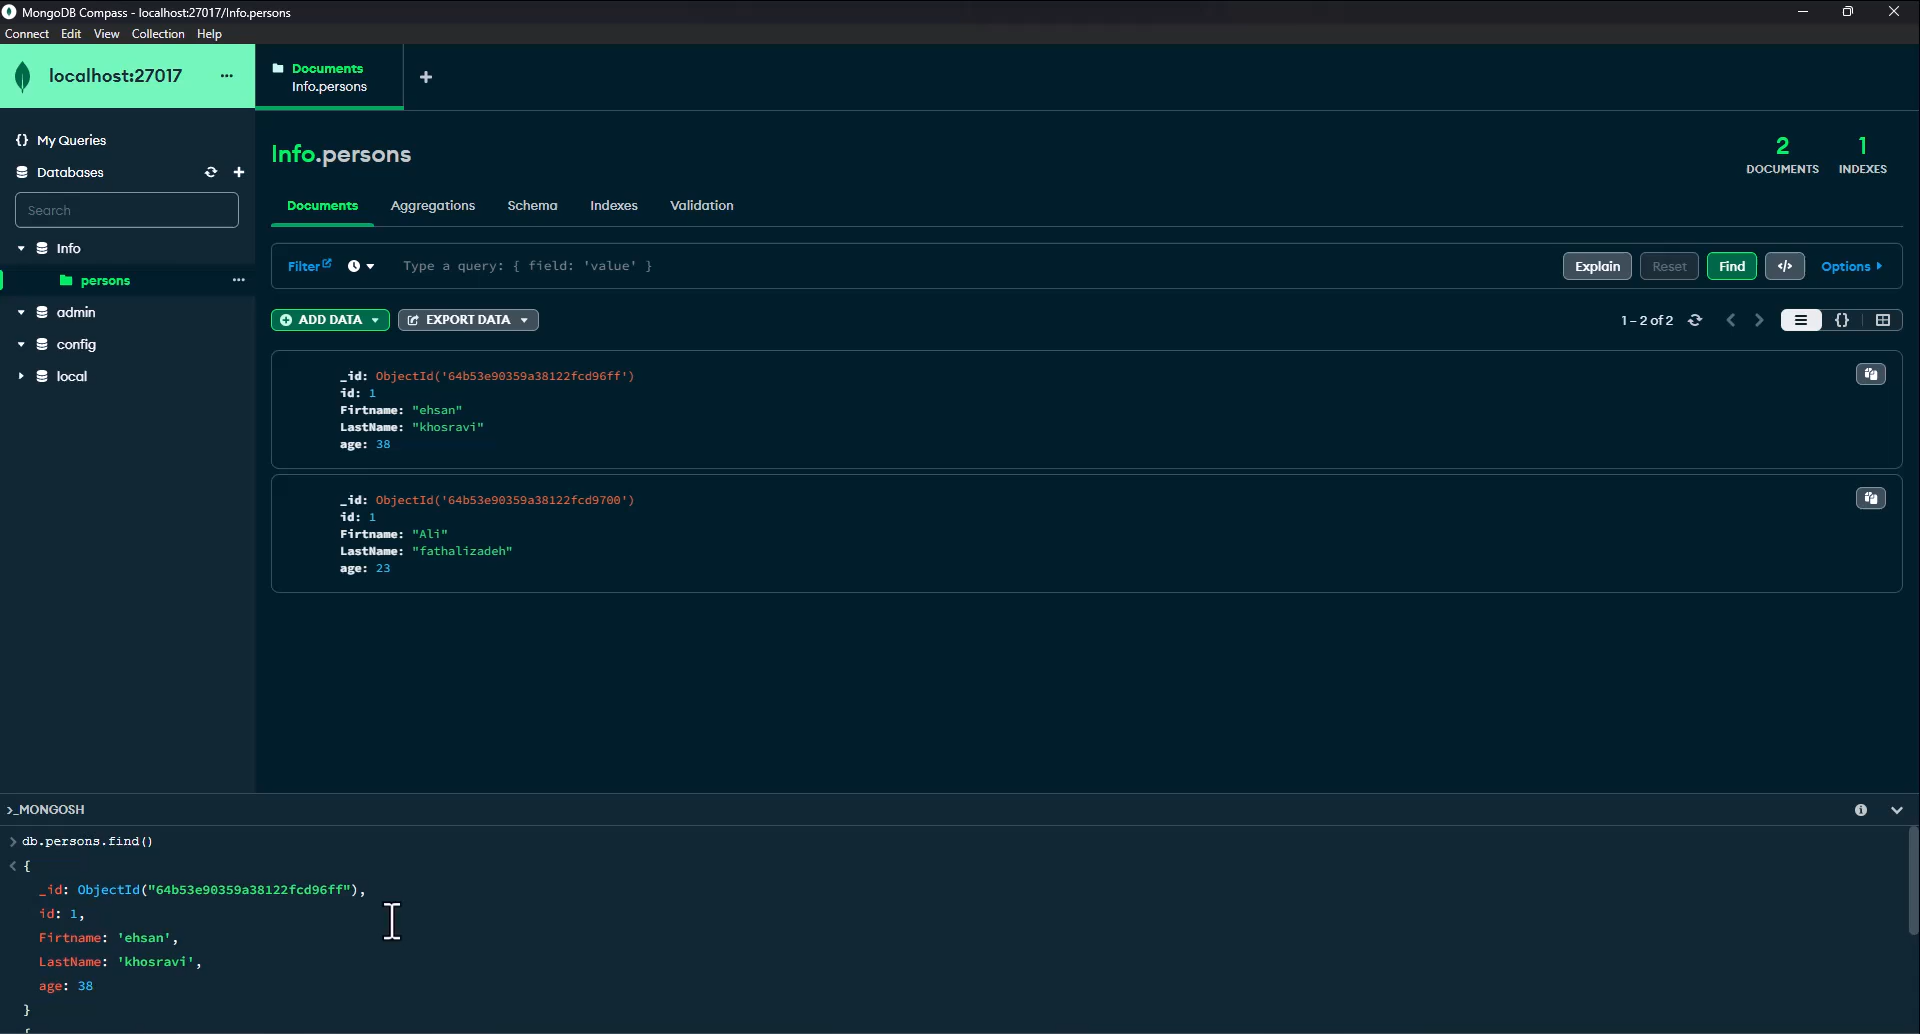 MongoDB Compass - localhost:27017/Info.persons
Connect Edit View Collection Help
localhost:27017 ...
Documents
Info.persons
+
{} My Queries
Databases
Search
Info
persons ...
admin
config
local
Info.persons
2
DOCUMENTS
1
INDEXES
Documents Aggregations Schema Indexes Validation
Filter Type a query: { field: 'value' } Explain Reset Find </> Options
ADD DATA EXPORT DATA 1 - 2 of 2 {}
_id: ObjectId('64b53e90359a38122fcd96ff')
id: 1
Firtname: "ehsan"
LastName: "khosravi"
age: 38
_id: ObjectId('64b53e90359a38122fcd9700')
id: 1
Firtname: "Ali"
LastName: "fathalizadeh"
age: 23
>_MONGOSH
> db.persons.find()
< {
_id: ObjectId("64b53e90359a38122fcd96ff"),
id: 1,
Firtname: 'ehsan',
LastName: 'khosravi',
age: 38
}
{